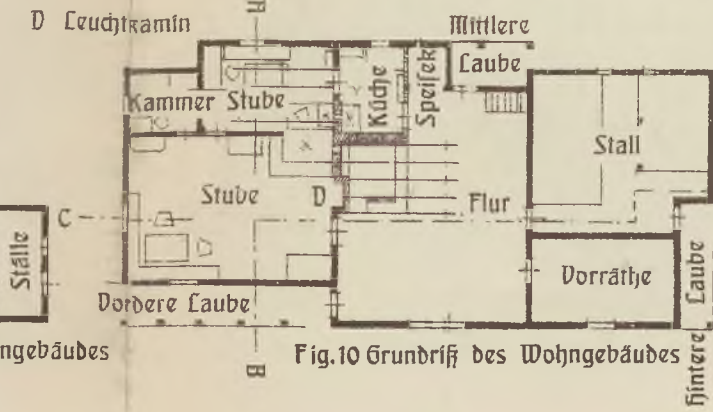 D Leuchtkamin
A
Mittlere
Laube
Kammer Stube
Küche
Speisek
Stall
Stube
D
Flur
C
Ställe
Vorräthe
Laube
Hintere
Vordere Laube
ngebäudes
Fig.10 Grundriß des Wohngebäudes
B